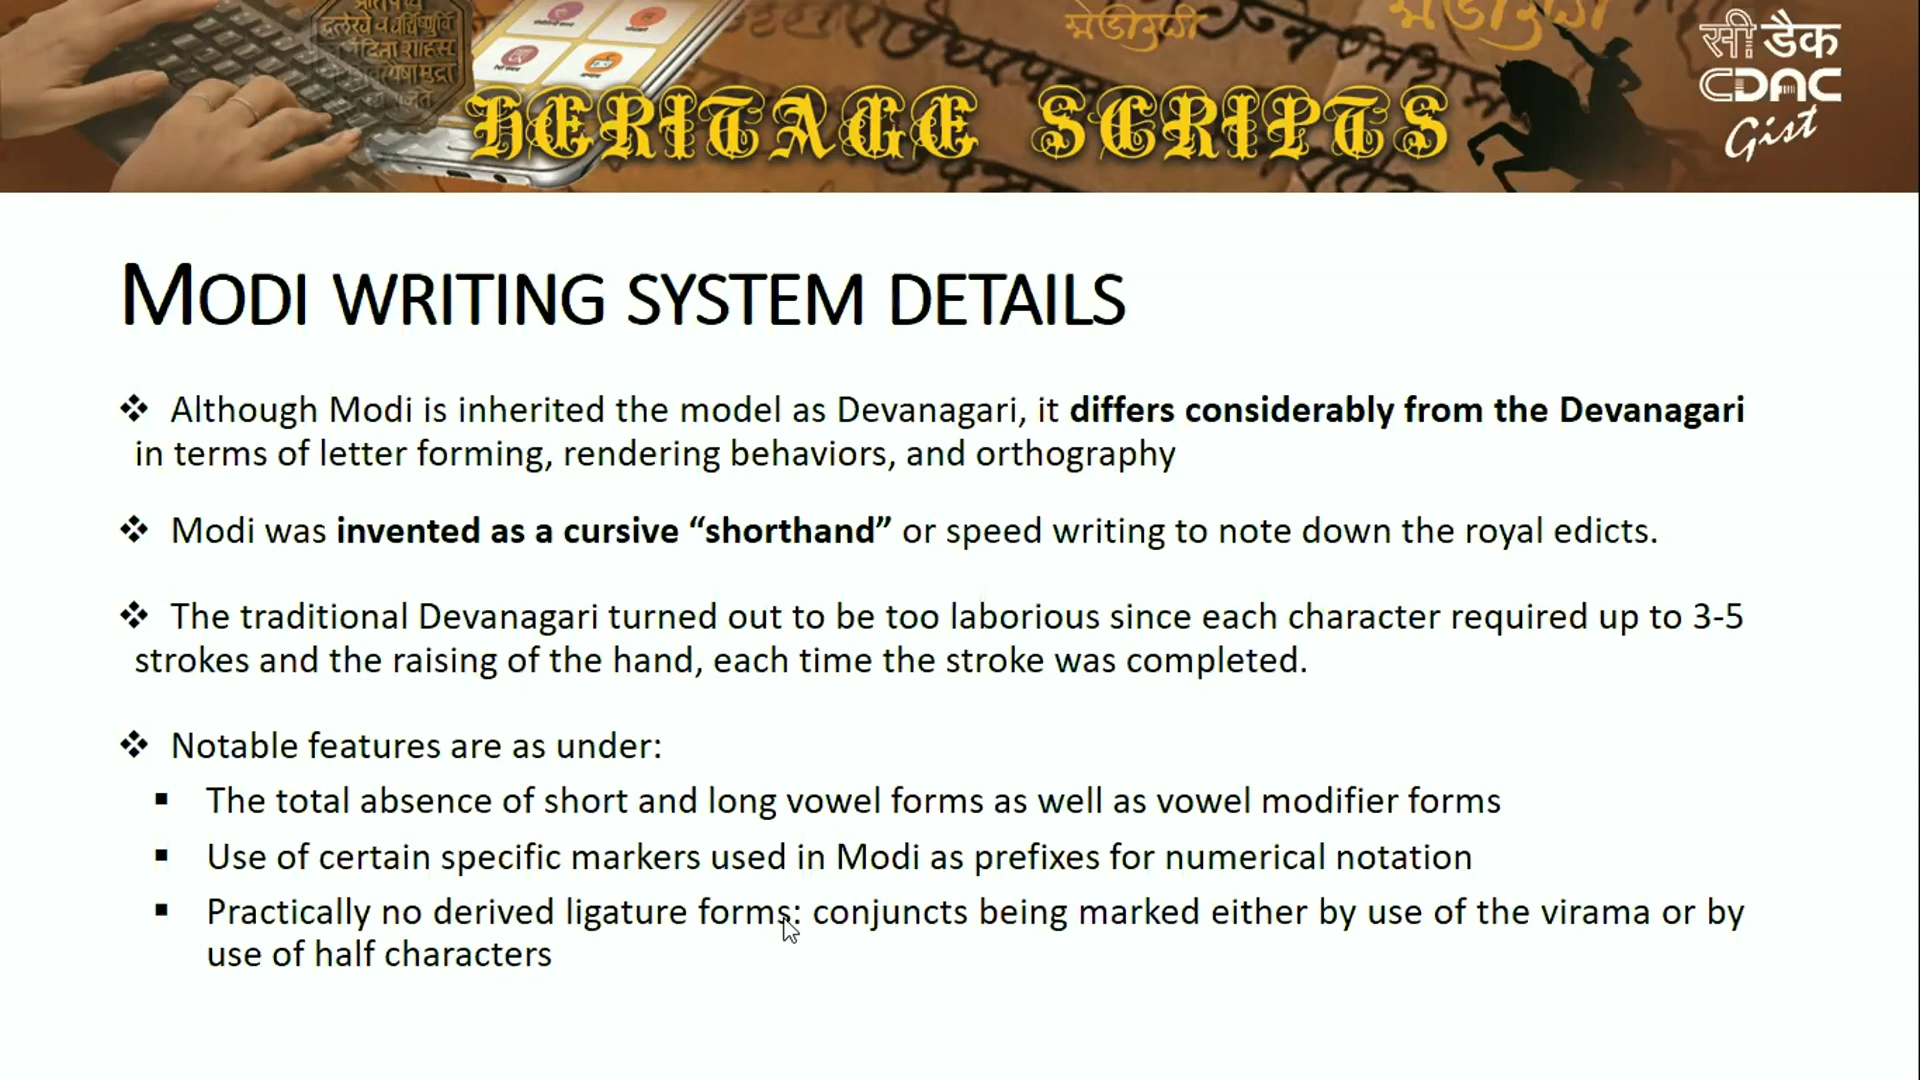 HERITAGE SCRIPTS
सी डैक
CDAC
Gist
MODI WRITING SYSTEM DETAILS
❖ Although Modi is inherited the model as Devanagari, it differs considerably from the Devanagari
in terms of letter forming, rendering behaviors, and orthography
❖ Modi was invented as a cursive “shorthand” or speed writing to note down the royal edicts.
❖ The traditional Devanagari turned out to be too laborious since each character required up to 3-5
strokes and the raising of the hand, each time the stroke was completed.
❖ Notable features are as under:
▪ The total absence of short and long vowel forms as well as vowel modifier forms
▪ Use of certain specific markers used in Modi as prefixes for numerical notation
▪ Practically no derived ligature forms: conjuncts being marked either by use of the virama or by
use of half characters